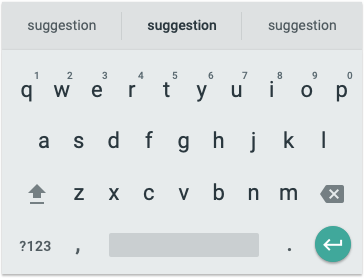 suggestion suggestion suggestion
1 2 3 4 5 6 7 8 9 0
q w e r t y u i o p
a s d f g h j k l
z x c v b n m
?123 , .